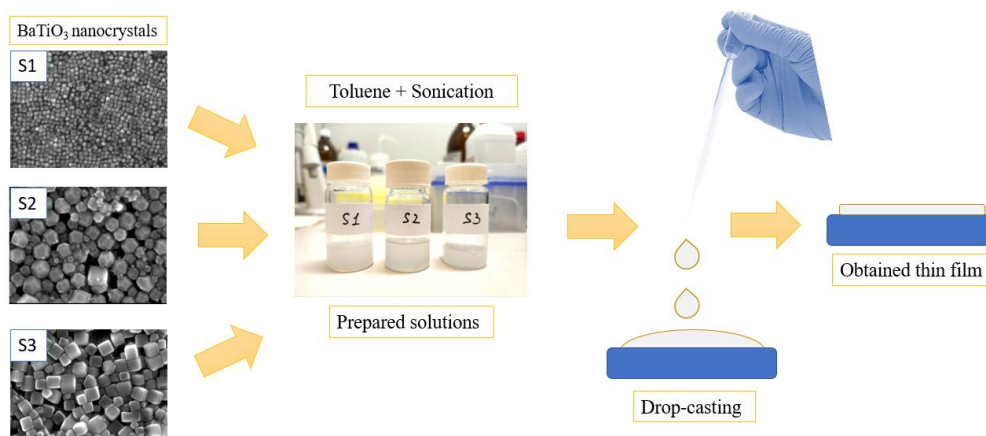 BaTiO₃ nanocrystals
S1
S2
S3
Toluene + Sonication
S1
S2
S3
Prepared solutions
Drop-casting
Obtained thin film